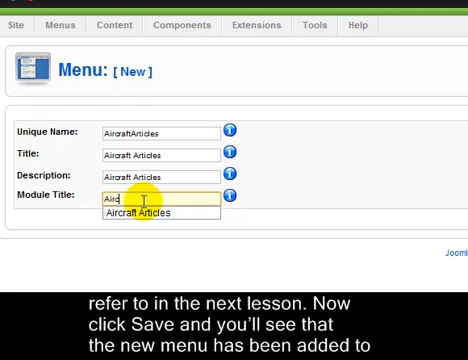 Site Menus Content Components Extensions Tools Help
Menu: [ New ]
Unique Name: AircraftArticles
Title: Aircraft Articles
Description: Aircraft Articles
Module Title: Airc
Aircraft Articles
Jooml
refer to in the next lesson. Now
click Save and you'll see that
the new menu has been added to